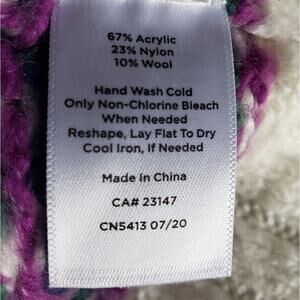 67% Acrylic
23% Nylon
10% Wool
Hand Wash Cold
Only Non-Chlorine Bleach
When Needed
Reshape, Lay Flat To Dry
Cool Iron, If Needed
Made in China
CA# 23147
CN5413 07/20